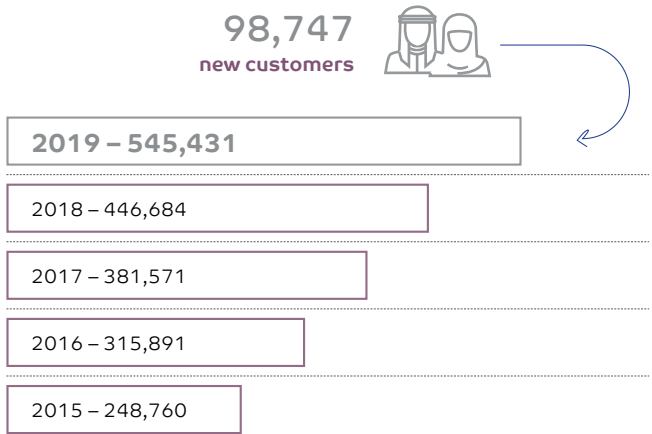 98,747
new customers
2019 – 545,431
2018 – 446,684
2017 – 381,571
2016 – 315,891
2015 – 248,760